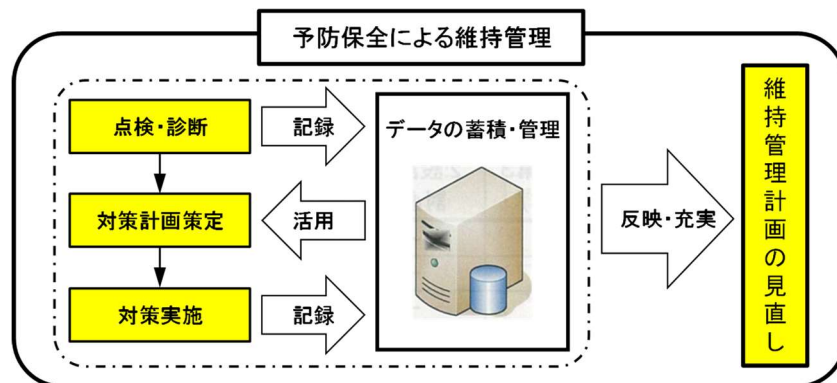 予防保全による維持管理
点検・診断
記録
データの蓄積・管理
対策計画策定
活用
対策実施
記録
反映・充実
維持管理計画の見直し